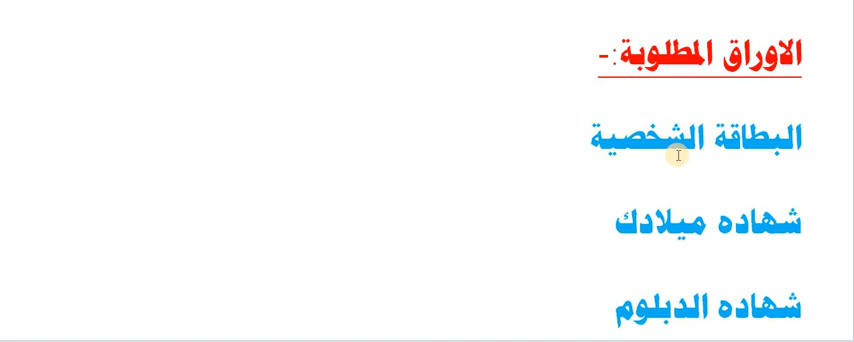 الاوراق المطلوبة:-
البطاقة الشخصية
شهاده ميلادك
شهاده الدبلوم